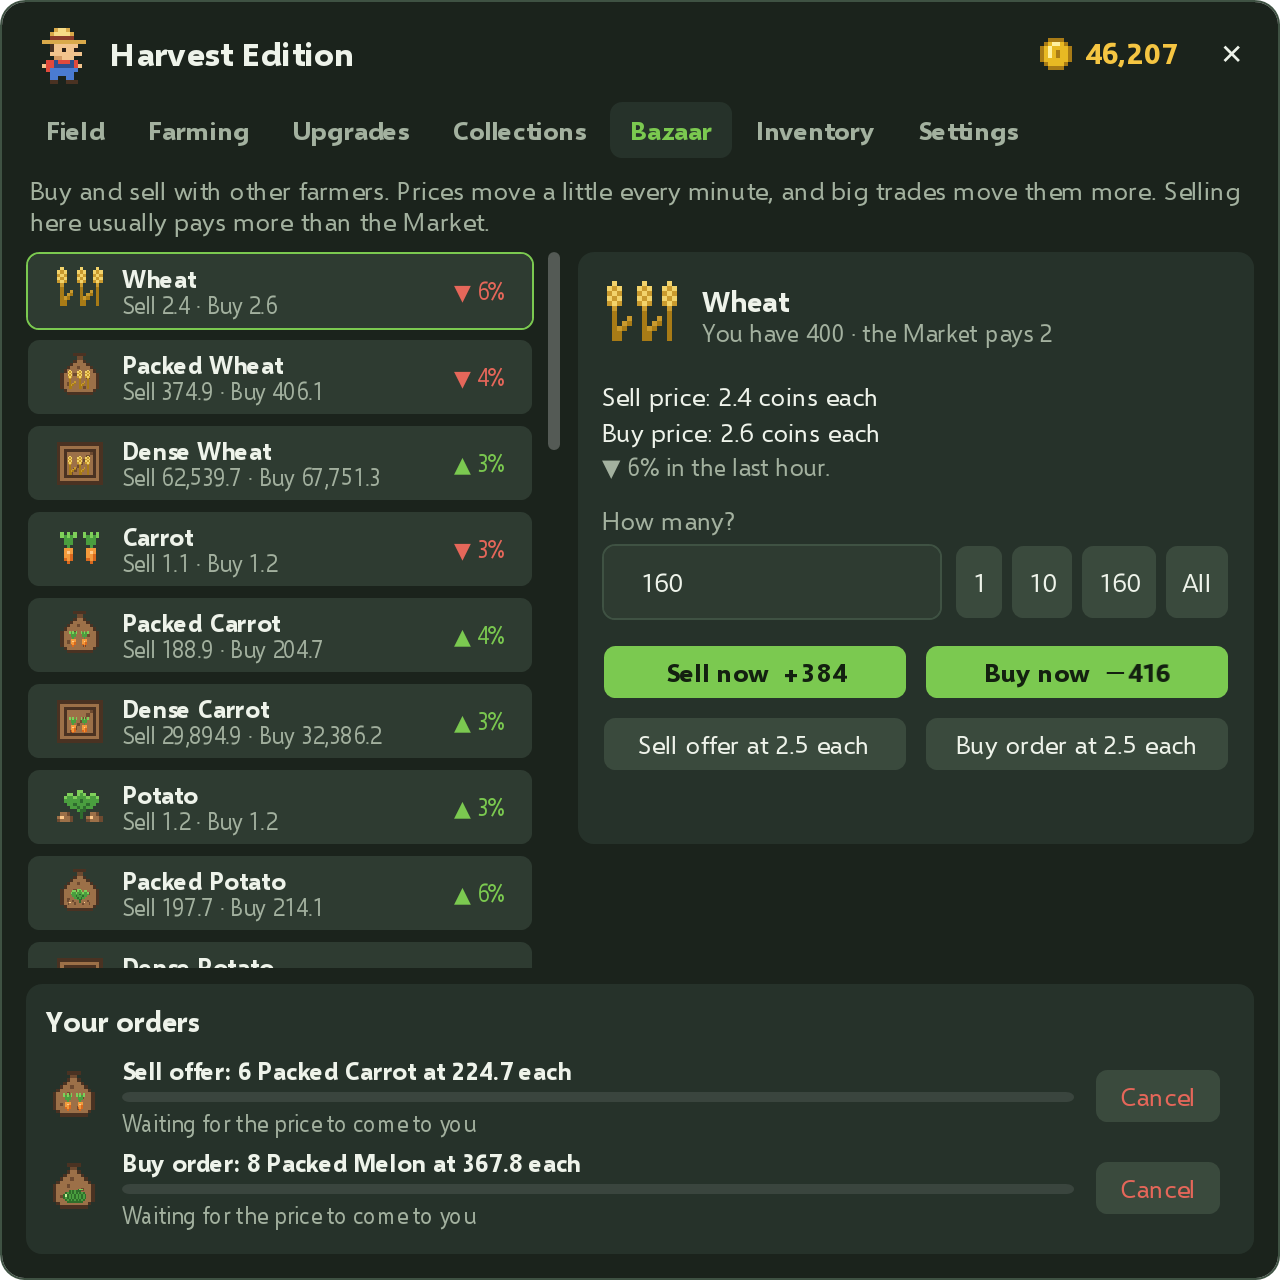 Harvest Edition
46,207
✕
Field Farming Upgrades Collections Bazaar Inventory Settings
Buy and sell with other farmers. Prices move a little every minute, and big trades move them more. Selling
here usually pays more than the Market.
Wheat
Sell 2.4 · Buy 2.6
▼ 6%
Packed Wheat
Sell 374.9 · Buy 406.1
▼ 4%
Dense Wheat
Sell 62,539.7 · Buy 67,751.3
▲ 3%
Carrot
Sell 1.1 · Buy 1.2
▼ 3%
Packed Carrot
Sell 188.9 · Buy 204.7
▲ 4%
Dense Carrot
Sell 29,894.9 · Buy 32,386.2
▲ 3%
Potato
Sell 1.2 · Buy 1.2
▲ 3%
Packed Potato
Sell 197.7 · Buy 214.1
▲ 6%
Dense Potato
Wheat
You have 400 · the Market pays 2
Sell price: 2.4 coins each
Buy price: 2.6 coins each
▼ 6% in the last hour.
How many?
160
1 10 160 All
Sell now +384
Buy now −416
Sell offer at 2.5 each
Buy order at 2.5 each
Your orders
Sell offer: 6 Packed Carrot at 224.7 each
Waiting for the price to come to you
Cancel
Buy order: 8 Packed Melon at 367.8 each
Waiting for the price to come to you
Cancel